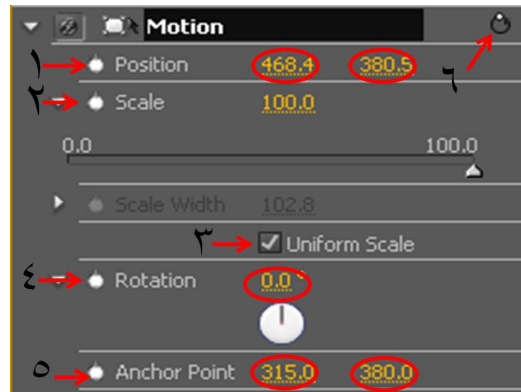 Motion
١ Position 468.4 380.5 ٦
٢ Scale 100.0
0.0 100.0
Scale Width 102.8
٣ Uniform Scale
٤ Rotation 0.0 °
٥ Anchor Point 315.0 380.0